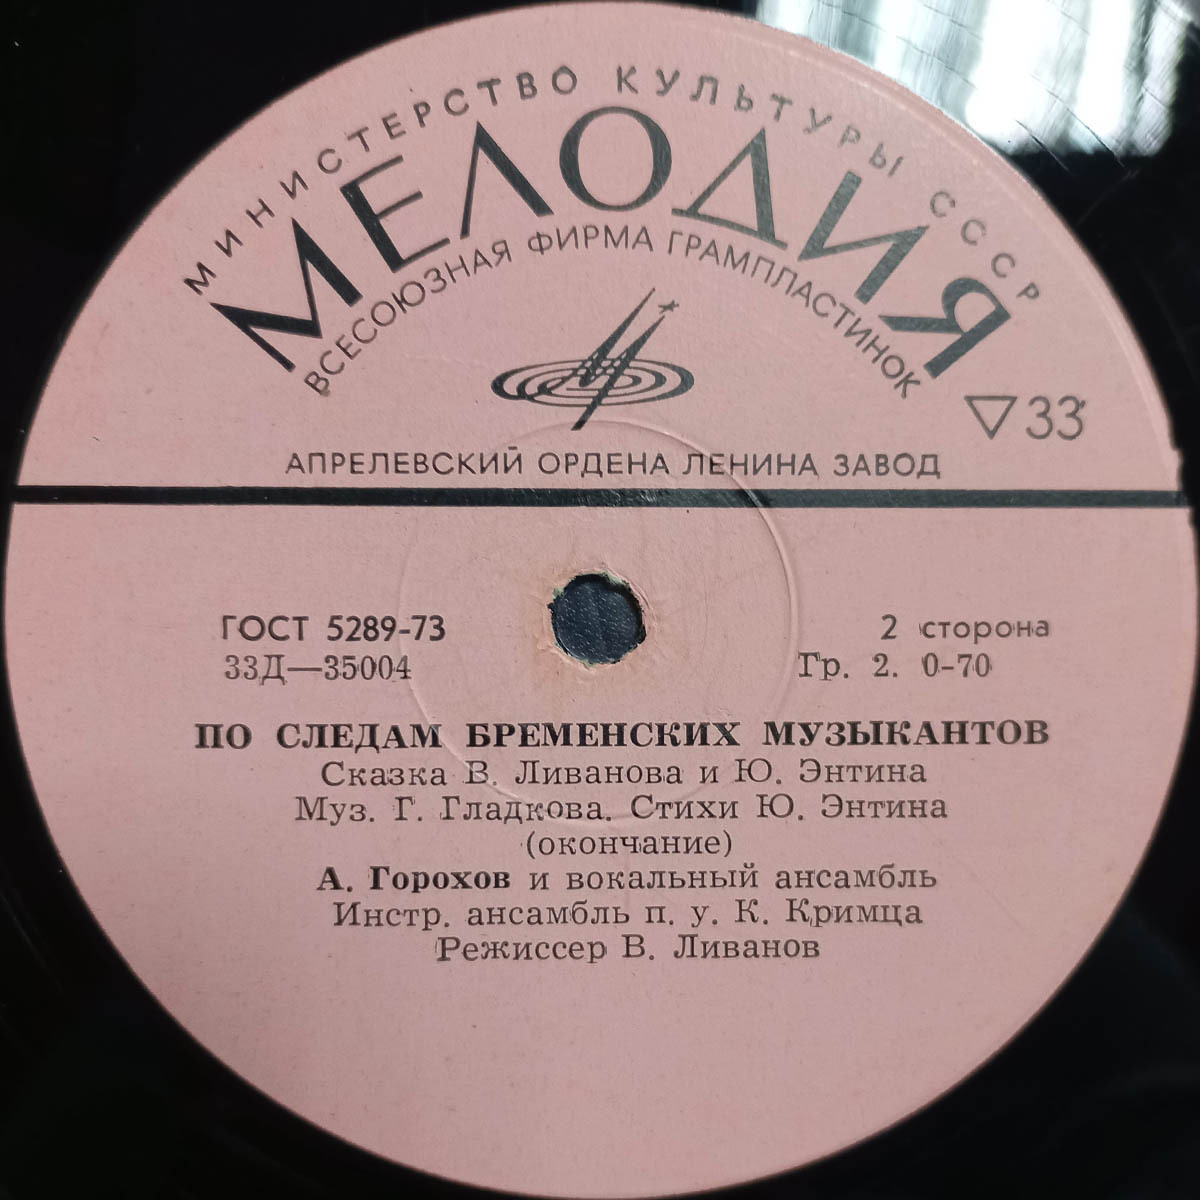 МИНИСТЕРСТВО КУЛЬТУРЫ СССР
МЕЛОДИЯ
ВСЕСОЮЗНАЯ ФИРМА ГРАМПЛАСТИНОК
▽33
АПРЕЛЕВСКИЙ ОРДЕНА ЛЕНИНА ЗАВОД
ГОСТ 5289-73
2 сторона
33Д—35004
Гр. 2. 0-70
ПО СЛЕДАМ БРЕМЕНСКИХ МУЗЫКАНТОВ
Сказка В. Ливанова и Ю. Энтина
Муз. Г. Гладкова. Стихи Ю. Энтина
(окончание)
А. Горохов и вокальный ансамбль
Инстр. ансамбль п. у. К. Кримца
Режиссер В. Ливанов